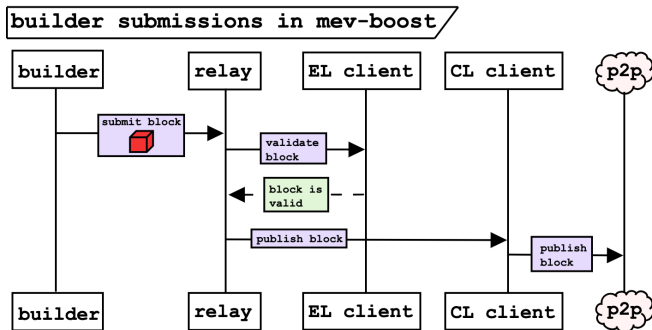 builder submissions in mev-boost
builder
relay
EL client
CL client
p2p
submit block
validate
block
block is
valid
publish block
publish
block
builder
relay
EL client
CL client
p2p